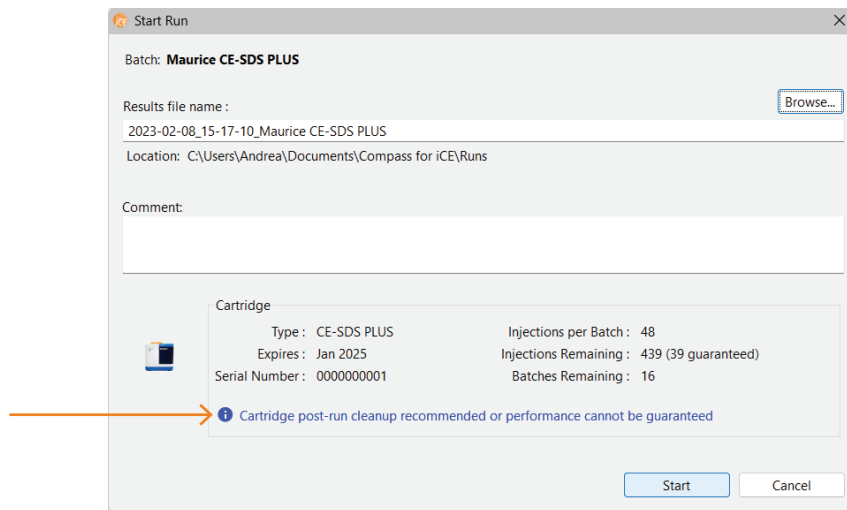 Start Run
Batch: Maurice CE-SDS PLUS
Results file name :
Browse...
2023-02-08_15-17-10_Maurice CE-SDS PLUS
Location: C:\Users\Andrea\Documents\Compass for iCE\Runs
Comment:
Cartridge
Type : CE-SDS PLUS Injections per Batch : 48
Expires : Jan 2025 Injections Remaining : 439 (39 guaranteed)
Serial Number : 0000000001 Batches Remaining : 16
Cartridge post-run cleanup recommended or performance cannot be guaranteed
Start Cancel